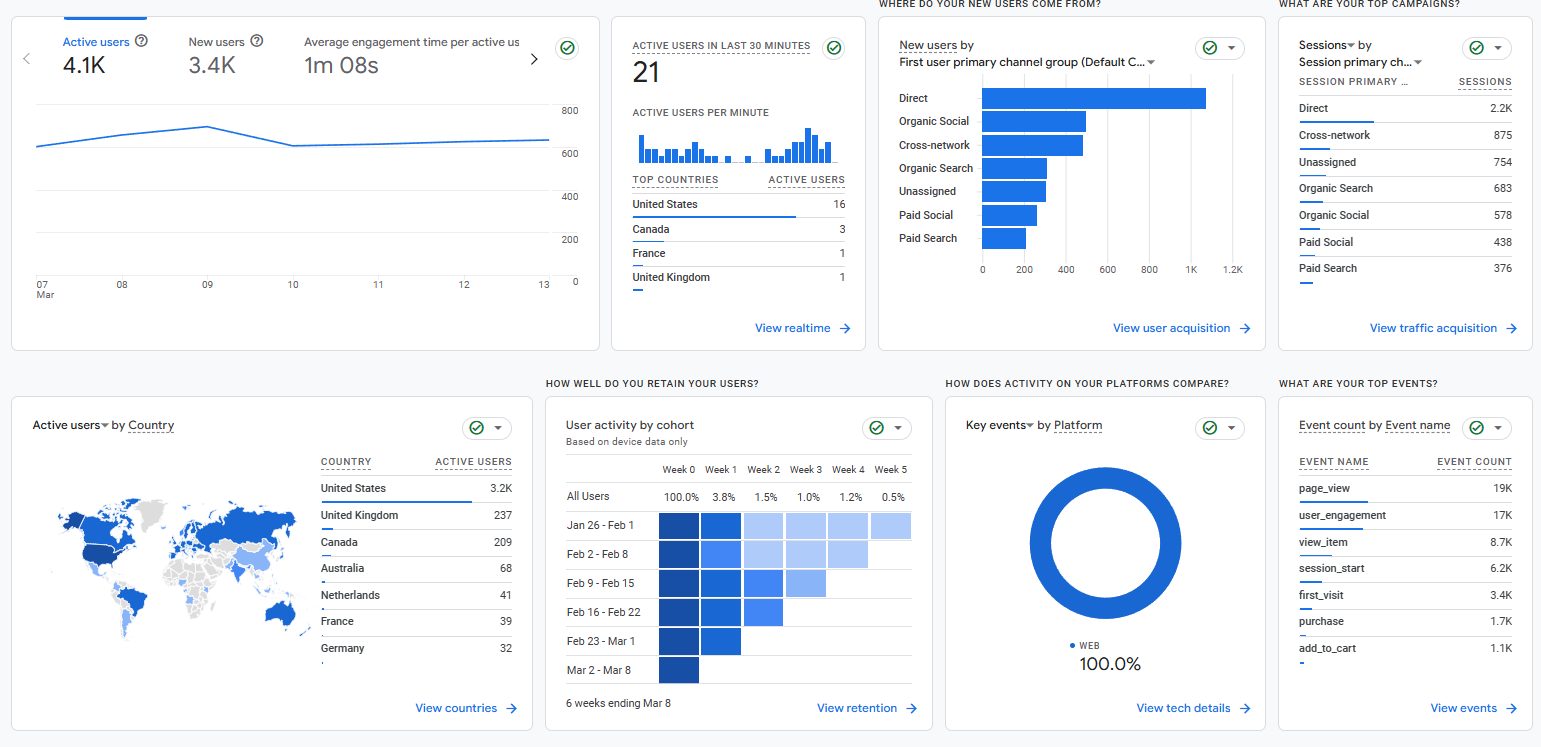 WHERE DO YOUR NEW USERS COME FROM?
WHAT ARE YOUR TOP CAMPAIGNS?
Active users
4.1K
New users
3.4K
Average engagement time per active us
1m 08s
800
600
400
200
0
07 08 09 10 11 12 13
Mar
ACTIVE USERS IN LAST 30 MINUTES
21
ACTIVE USERS PER MINUTE
TOP COUNTRIES ACTIVE USERS
United States 16
Canada 3
France 1
United Kingdom 1
View realtime
New users by
First user primary channel group (Default C...
Direct
Organic Social
Cross-network
Organic Search
Unassigned
Paid Social
Paid Search
0 200 400 600 800 1K 1.2K
View user acquisition
Sessions by
Session primary ch...
SESSION PRIMARY ... SESSIONS
Direct 2.2K
Cross-network 875
Unassigned 754
Organic Search 683
Organic Social 578
Paid Social 438
Paid Search 376
View traffic acquisition
Active users by Country
COUNTRY ACTIVE USERS
United States 3.2K
United Kingdom 237
Canada 209
Australia 68
Netherlands 41
France 39
Germany 32
View countries
HOW WELL DO YOU RETAIN YOUR USERS?
User activity by cohort
Based on device data only
Week 0 Week 1 Week 2 Week 3 Week 4 Week 5
All Users 100.0% 3.8% 1.5% 1.0% 1.2% 0.5%
Jan 26 - Feb 1
Feb 2 - Feb 8
Feb 9 - Feb 15
Feb 16 - Feb 22
Feb 23 - Mar 1
Mar 2 - Mar 8
6 weeks ending Mar 8
View retention
HOW DOES ACTIVITY ON YOUR PLATFORMS COMPARE?
Key events by Platform
WEB
100.0%
View tech details
WHAT ARE YOUR TOP EVENTS?
Event count by Event name
EVENT NAME EVENT COUNT
page_view 19K
user_engagement 17K
view_item 8.7K
session_start 6.2K
first_visit 3.4K
purchase 1.7K
add_to_cart 1.1K
View events